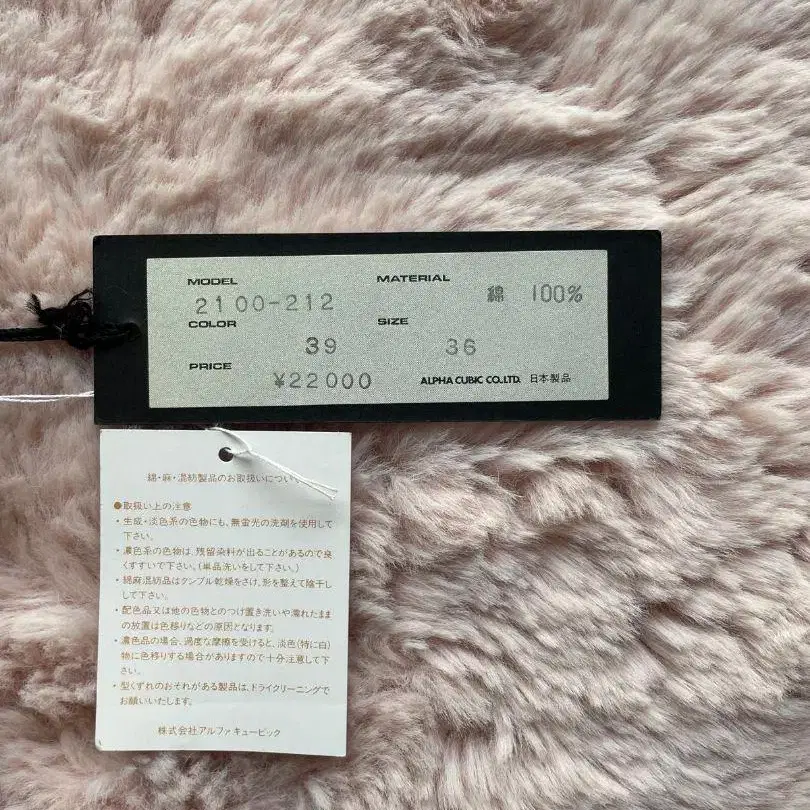 MODEL MATERIAL
2100-212 綿 100%
COLOR SIZE
39 36
PRICE
¥22000 ALPHA CUBIC CO.,LTD. 日本製品
綿・麻・混紡製品のお取扱いについ
●取扱い上の注意
・生成・淡色系の色物にも、無蛍光の洗剤を使用して
下さい。
・濃色系の色物は、残留染料が出ることがあるので良
くすすいで下さい。(単品洗いをして下さい。)
・綿麻混紡品はタンブル乾燥をさけ、形を整えて陰干し
して下さい。
・配色品又は他の色物とのつけ置き洗いや濡れたまま
の放置は色移りなどの原因となります。
・濃色品の場合、過度な摩擦を受けると、淡色(特に白)
物に色移りする場合がありますので十分注意して下
さい。
・型くずれのおそれがある製品は、ドライクリーニングで
お願いいたします。
株式会社アルファキュービック